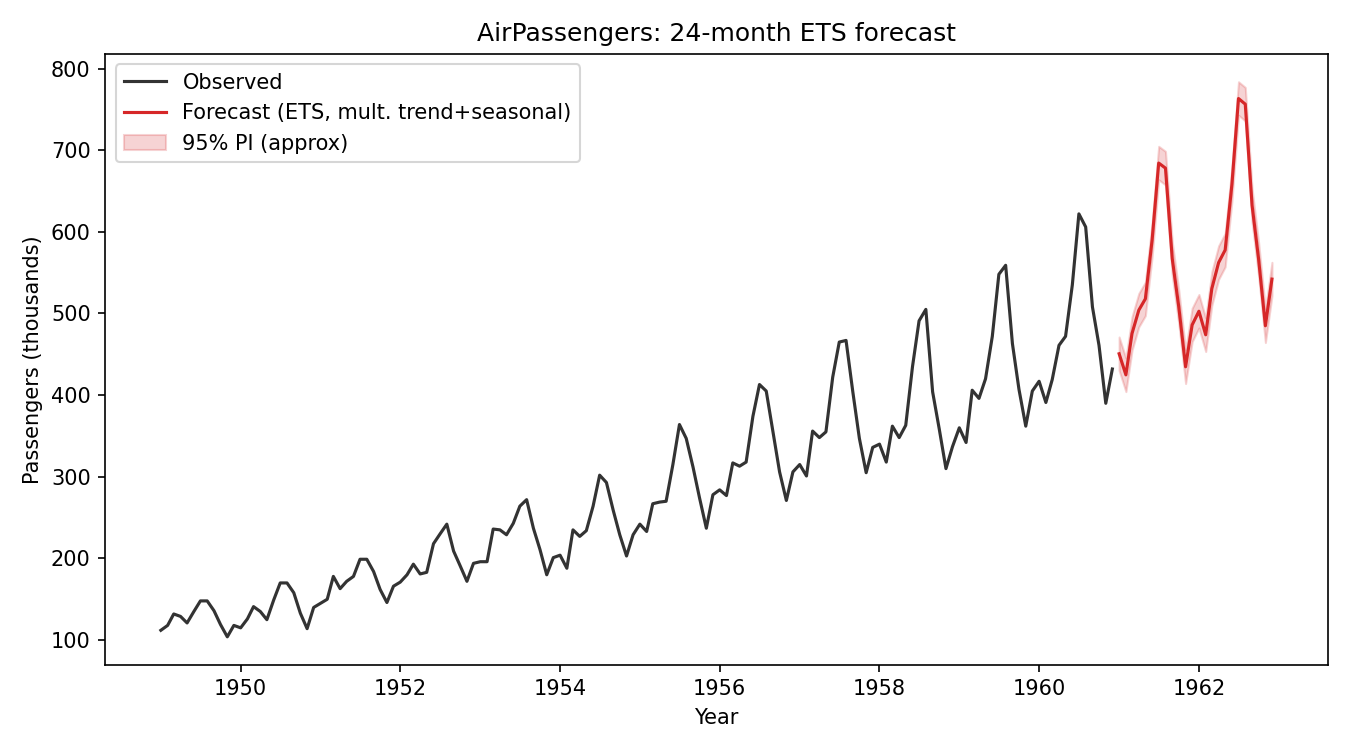 AirPassengers: 24-month ETS forecast
Observed
Forecast (ETS, mult. trend+seasonal)
95% PI (approx)
Passengers (thousands)
800
700
600
500
400
300
200
100
1950 1952 1954 1956 1958 1960 1962
Year